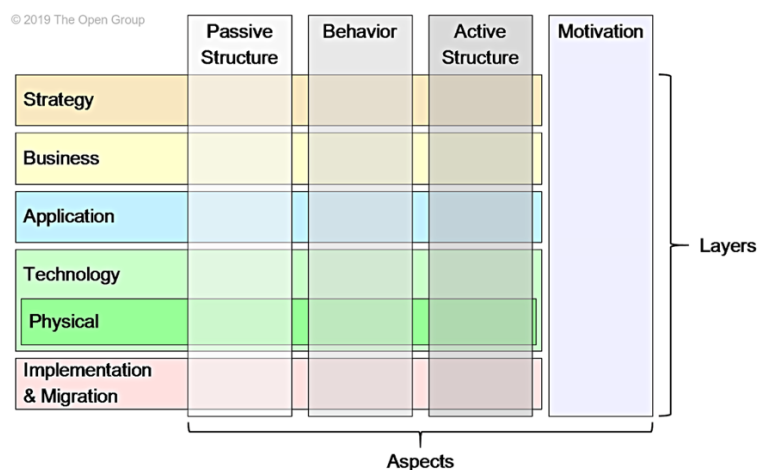 © 2019 The Open Group
Passive
Structure
Behavior
Active
Structure
Motivation
Strategy
Business
Application
Technology
Physical
Implementation
& Migration
Layers
Aspects